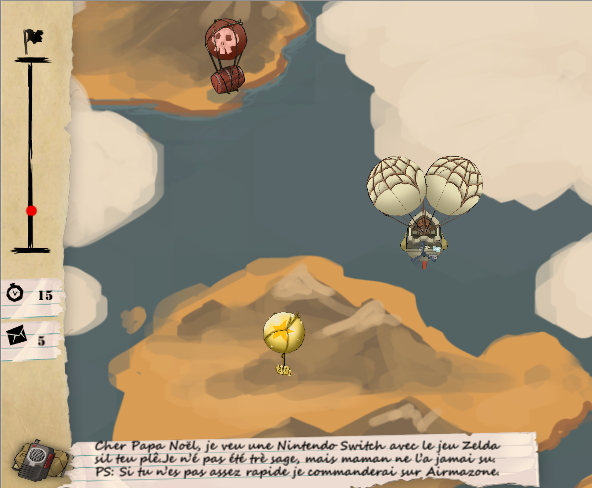 15
5
Cher Papa Noël, je veu une Nintendo Switch avec le jeu Zelda
sil teu plê.Je n'é pas été trè sage, mais maman ne l'a jamai su.
PS: Si tu n'es pas assez rapide je commanderai sur Airmazone.